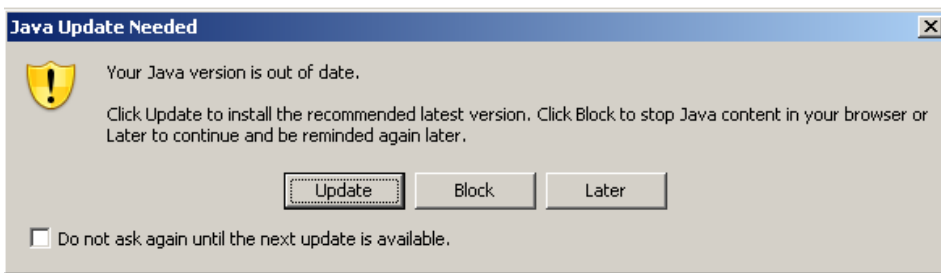 Java Update Needed
Your Java version is out of date.
Click Update to install the recommended latest version. Click Block to stop Java content in your browser or
Later to continue and be reminded again later.
Update Block Later
Do not ask again until the next update is available.